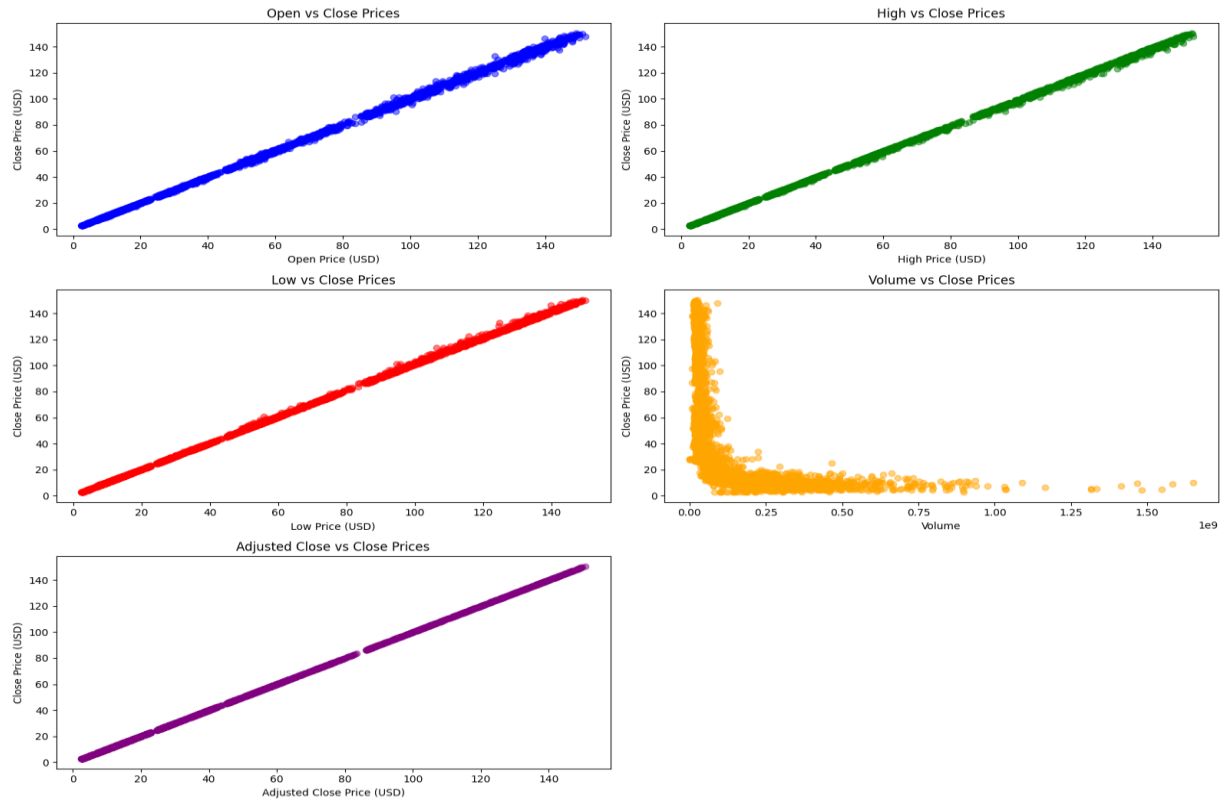 Open vs Close Prices
Close Price (USD)
140
120
100
80
60
40
20
0
0 20 40 60 80 100 120 140
Open Price (USD)
High vs Close Prices
Close Price (USD)
140
120
100
80
60
40
20
0
0 20 40 60 80 100 120 140
High Price (USD)
Low vs Close Prices
Close Price (USD)
140
120
100
80
60
40
20
0
0 20 40 60 80 100 120 140
Low Price (USD)
Volume vs Close Prices
Close Price (USD)
140
120
100
80
60
40
20
0
0.00 0.25 0.50 0.75 1.00 1.25 1.50
Volume
1e9
Adjusted Close vs Close Prices
Close Price (USD)
140
120
100
80
60
40
20
0
0 20 40 60 80 100 120 140
Adjusted Close Price (USD)